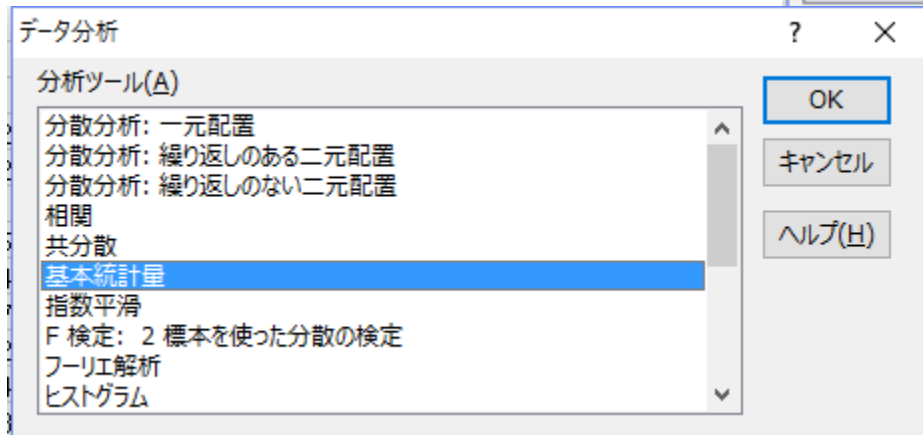 データ分析
?
分析ツール(A)
分散分析: 一元配置
分散分析: 繰り返しのある二元配置
分散分析: 繰り返しのない二元配置
相関
共分散
基本統計量
指数平滑
F 検定: 2 標本を使った分散の検定
フーリエ解析
ヒストグラム
OK
キャンセル
ヘルプ(H)